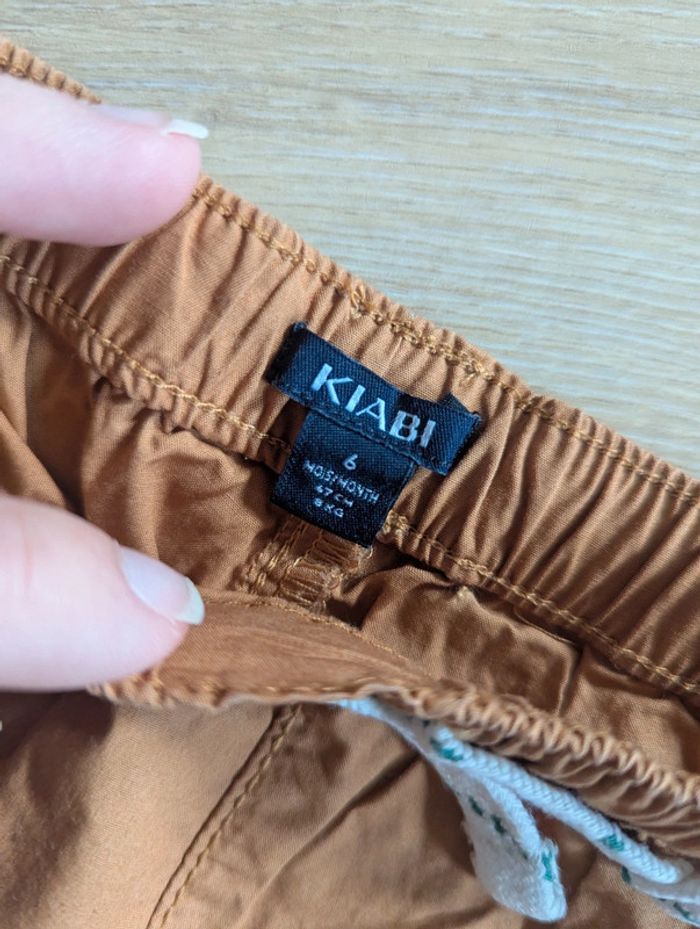 KIABI
6
MOIS/MONTH
67 CM
8 KG